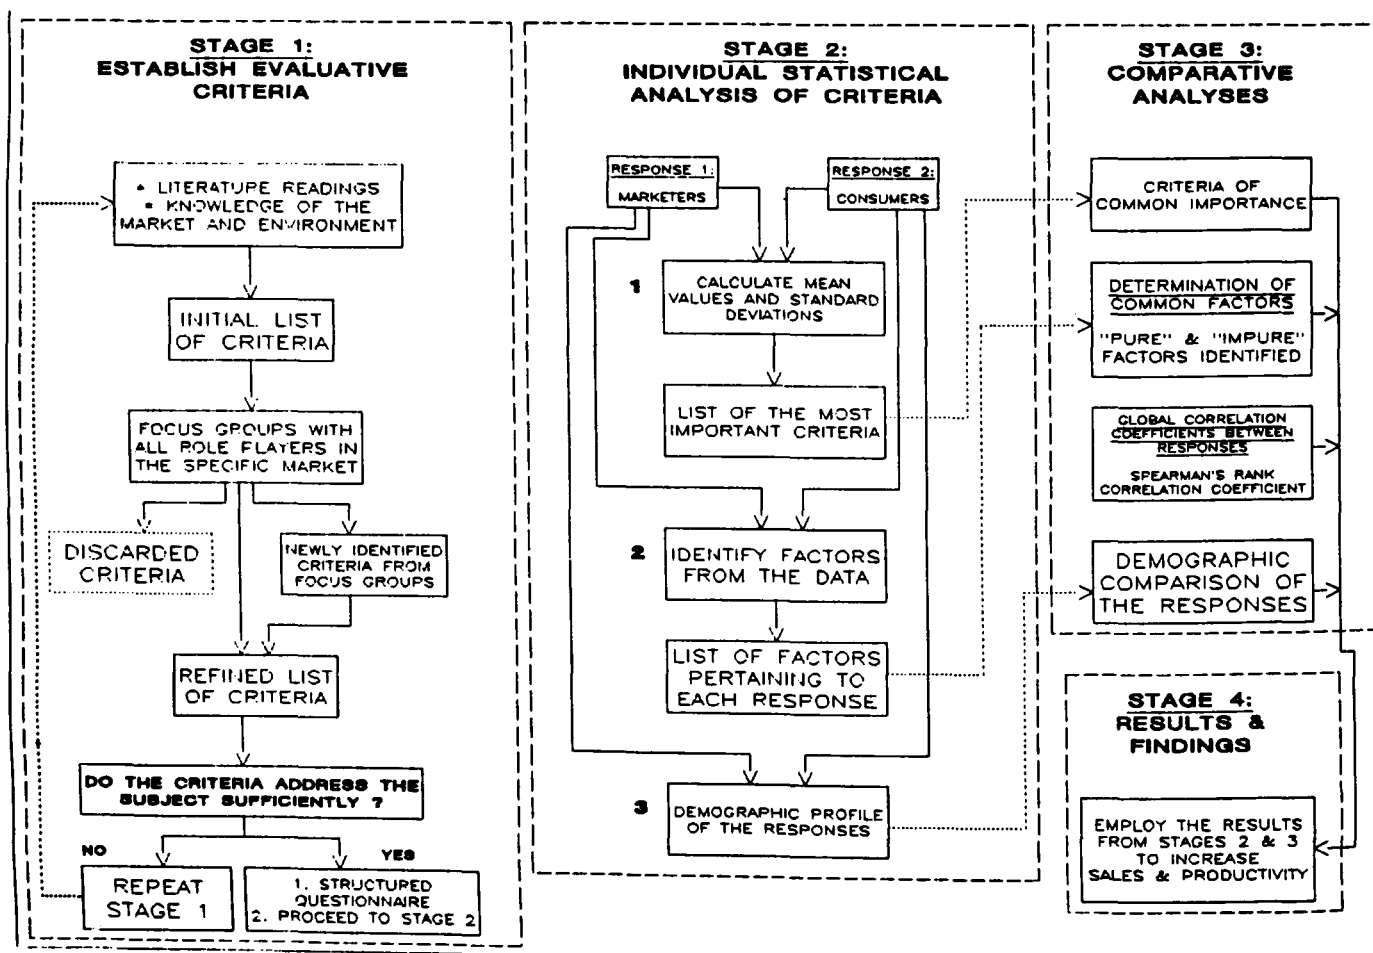 STAGE 1:
ESTABLISH EVALUATIVE
CRITERIA
* LITERATURE READINGS
* KNOWLEDGE OF THE
MARKET AND ENVIRONMENT
INITIAL LIST
OF CRITERIA
FOCUS GROUPS WITH
ALL ROLE PLAYERS IN
THE SPECIFIC MARKET
DISCARDED
CRITERIA
NEWLY IDENTIFIED
CRITERIA FROM
FOCUS GROUPS
REFINED LIST
OF CRITERIA
DO THE CRITERIA ADDRESS THE
SUBJECT SUFFICIENTLY ?
NO
YES
REPEAT
STAGE 1
1. STRUCTURED
QUESTIONNAIRE
2. PROCEED TO STAGE 2
STAGE 2:
INDIVIDUAL STATISTICAL
ANALYSIS OF CRITERIA
RESPONSE 1:
MARKETERS
RESPONSE 2:
CONSUMERS
1
CALCULATE MEAN
VALUES AND STANDARD
DEVIATIONS
LIST OF THE MOST
IMPORTANT CRITERIA
2
IDENTIFY FACTORS
FROM THE DATA
LIST OF FACTORS
PERTAINING TO
EACH RESPONSE
3
DEMOGRAPHIC PROFILE
OF THE RESPONSES
STAGE 3:
COMPARATIVE
ANALYSES
CRITERIA OF
COMMON IMPORTANCE
DETERMINATION OF
COMMON FACTORS
"PURE" & "IMPURE"
FACTORS IDENTIFIED
GLOBAL CORRELATION
COEFFICIENTS BETWEEN
RESPONSES
SPEARMAN'S RANK
CORRELATION COEFFICIENT
DEMOGRAPHIC
COMPARISON OF
THE RESPONSES
STAGE 4:
RESULTS &
FINDINGS
EMPLOY THE RESULTS
FROM STAGES 2 & 3
TO INCREASE
SALES & PRODUCTIVITY